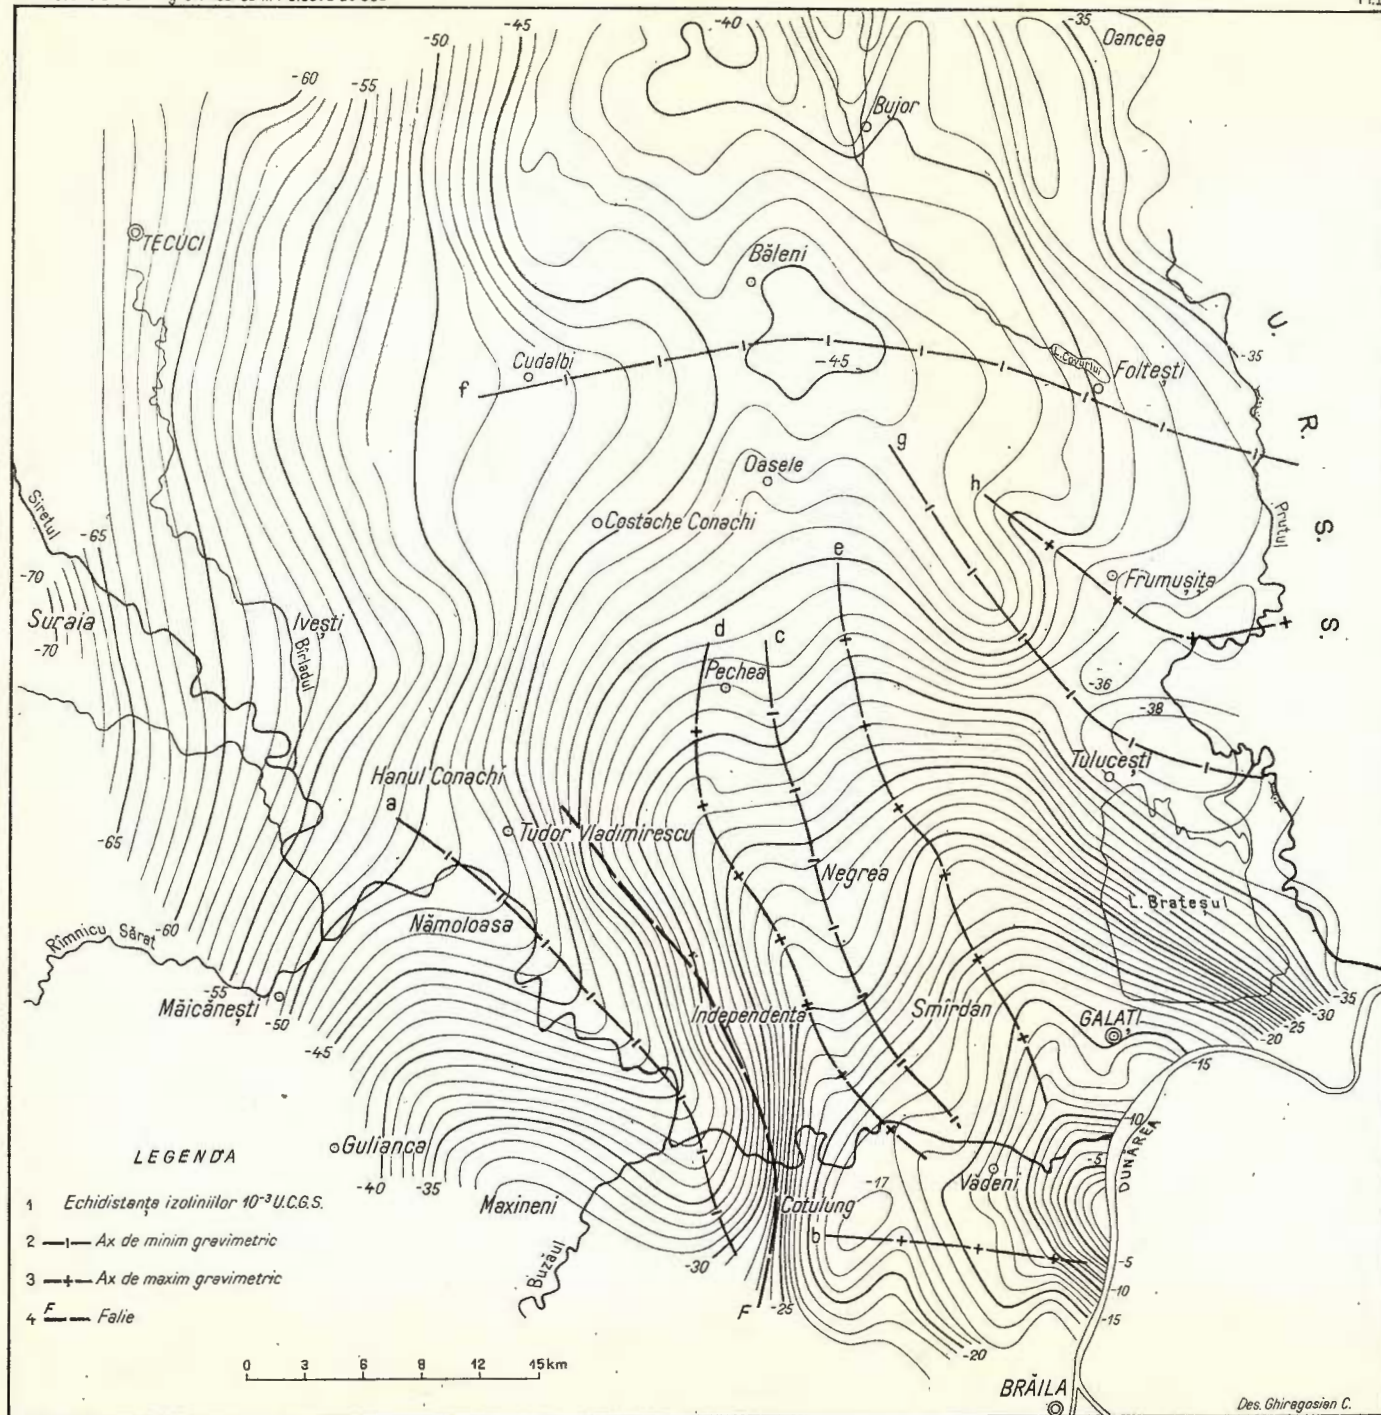 -45
-40
-35
Oancea
-50
-60
-55
Bujor
TECUCI
Băleni
U.
R.
S.
S.
-35
Cudalbi
-45
L.Covurlui
Foltești
f
g
Oasele
h
Costache Conachi
Siretul
Prutul
-65
-70
Suraia
-70
Ivești
Bîrladul
e
d
c
Frumușița
Pechea
-36
-38
Tulucești
Hanul Conachi
a
Tudor Vladimirescu
-65
Negrea
L. Brateșul
Nămoloasa
-60
Rîmnicu Sărat
-55
Măicănești
-50
-45
Independenta
Smîrdan
GALAȚI
-35
-30
-25
-20
-15
-10
-5
DUNĂREA
Gulianca
-40
-35
Maxineni
Vădeni
-17
Cotulung
b
Buzăul
-30
F
-25
-5
-10
-15
-20
BRĂILA
LEGENDA
1 Echidistanța izoliniilor 10⁻³ U.C.G.S.
2 Ax de minim gravimetric
3 Ax de maxim gravimetric
4 F Falie
0 3 6 9 12 15 km
Des. Ghiragosian C.